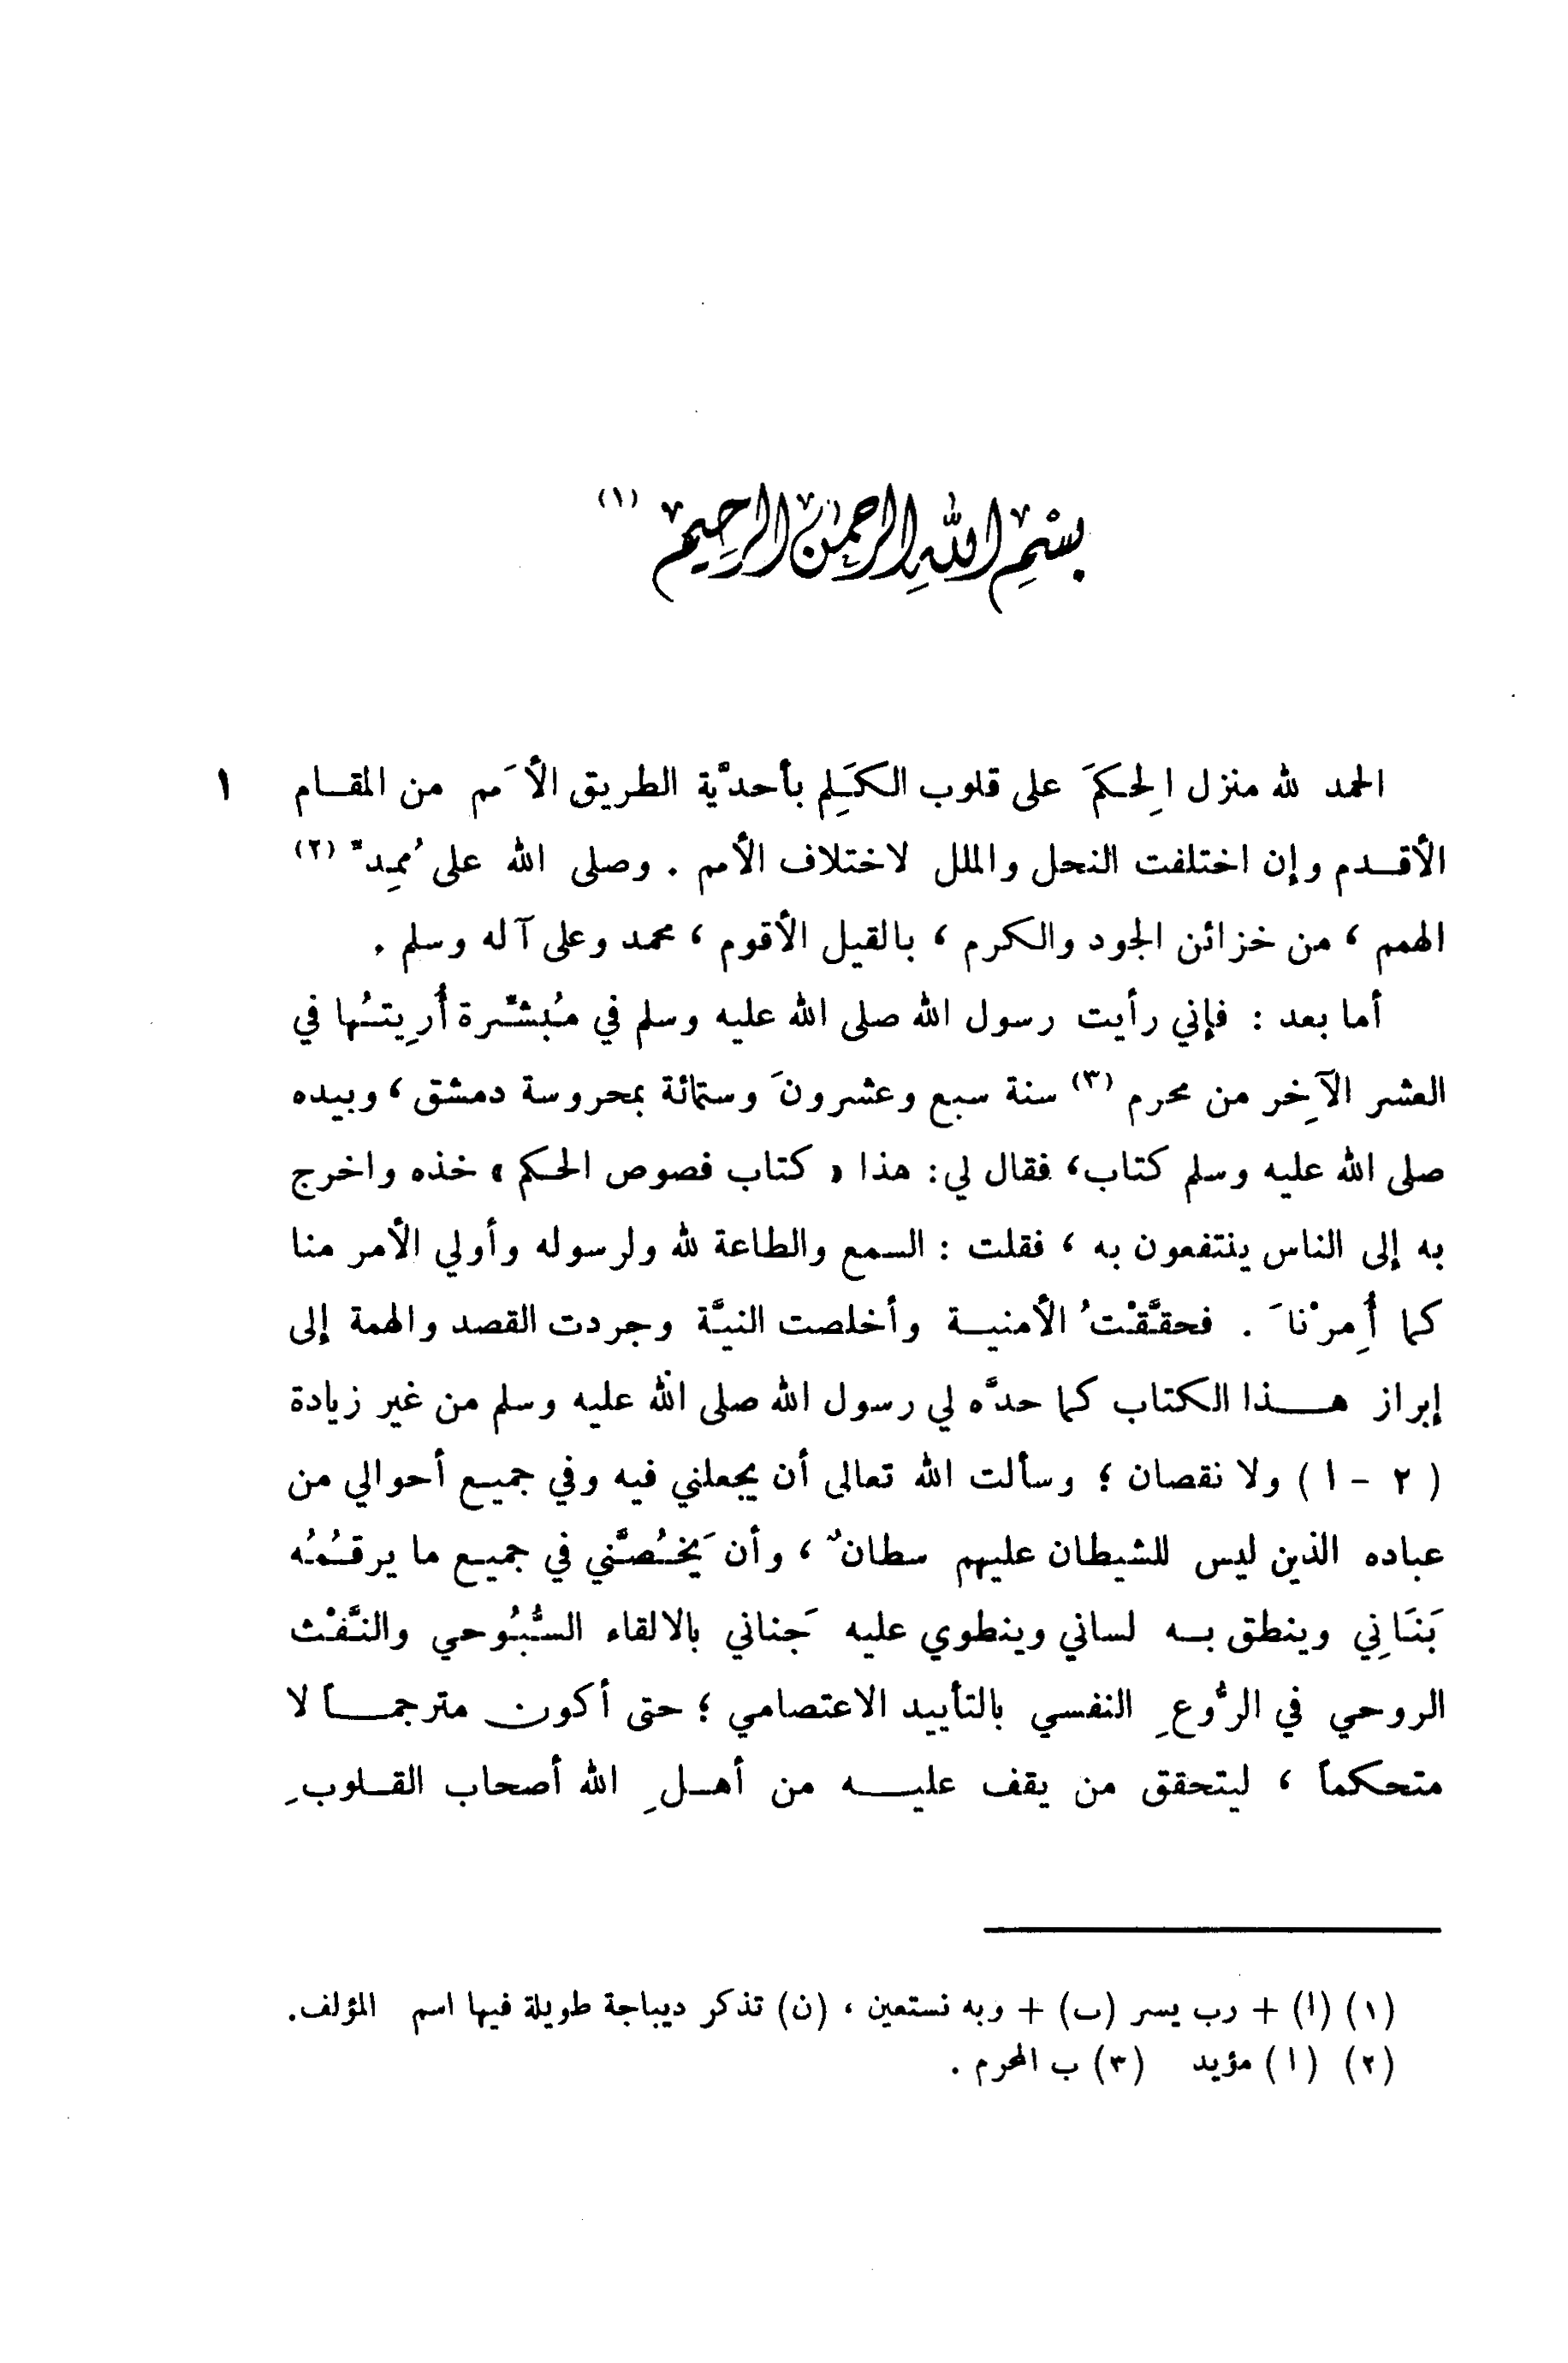 بِسْمِ اللهِ الرحمن الرحيم (١)
الحمد لله منزل الحِكمَ على قلوب الكَلِم بأحديَّة الطريق الأَمم من المقام ١
الأقدم وإن اختلفت النحل والملل لاختلاف الأمم . وصلى الله على مُمِدِّ (٢)
الهمم ، من خزائن الجود والكرم ، بالقيل الأقوم ، محمد وعلى آله وسلم .
أما بعد : فإني رأيت رسول الله صلى الله عليه وسلم في مُبشِّرة أُرِيتُها في
العشر الآخِر من محرم (٣) سنة سبع وعشرونَ وستمائة بمحروسة دمشق ، وبيده
صلى الله عليه وسلم كتاب، فقال لي: هذا « كتاب فصوص الحكم » خذه واخرج
به إلى الناس ينتفعون به ، فقلت : السمع والطاعة لله ولرسوله وأولي الأمر منا
كما أُمِرْنَا . فحقَّقْتُ الأمنية وأخلصت النيَّة وجردت القصد والهمة إلى
إبراز هذا الكتاب كما حدَّه لي رسول الله صلى الله عليه وسلم من غير زيادة
( ٢ - ا ) ولا نقصان ؛ وسألت الله تعالى أن يجعلني فيه وفي جميع أحوالي من
عباده الذين ليس للشيطان عليهم سطانٌ ، وأن يَخُصَّني في جميع ما يرقُمُه
بَنَانِي وينطق به لساني وينطوي عليه جَناني بالالقاء السُّبُوحي والنَّفْث
الروحي في الرُّوعِ النفسي بالتأييد الاعتصامي ؛ حتى أكون مترجماً لا
متحكماً ، ليتحقق من يقف عليه من أهلِ الله أصحاب القلوبِ
(١) (ا) + رب يسر (ب) + وبه نستعين ، (ن) تذكر ديباجة طويلة فيها اسم المؤلف.
(٢) (ا) مؤيد (٣) ب المحرم .